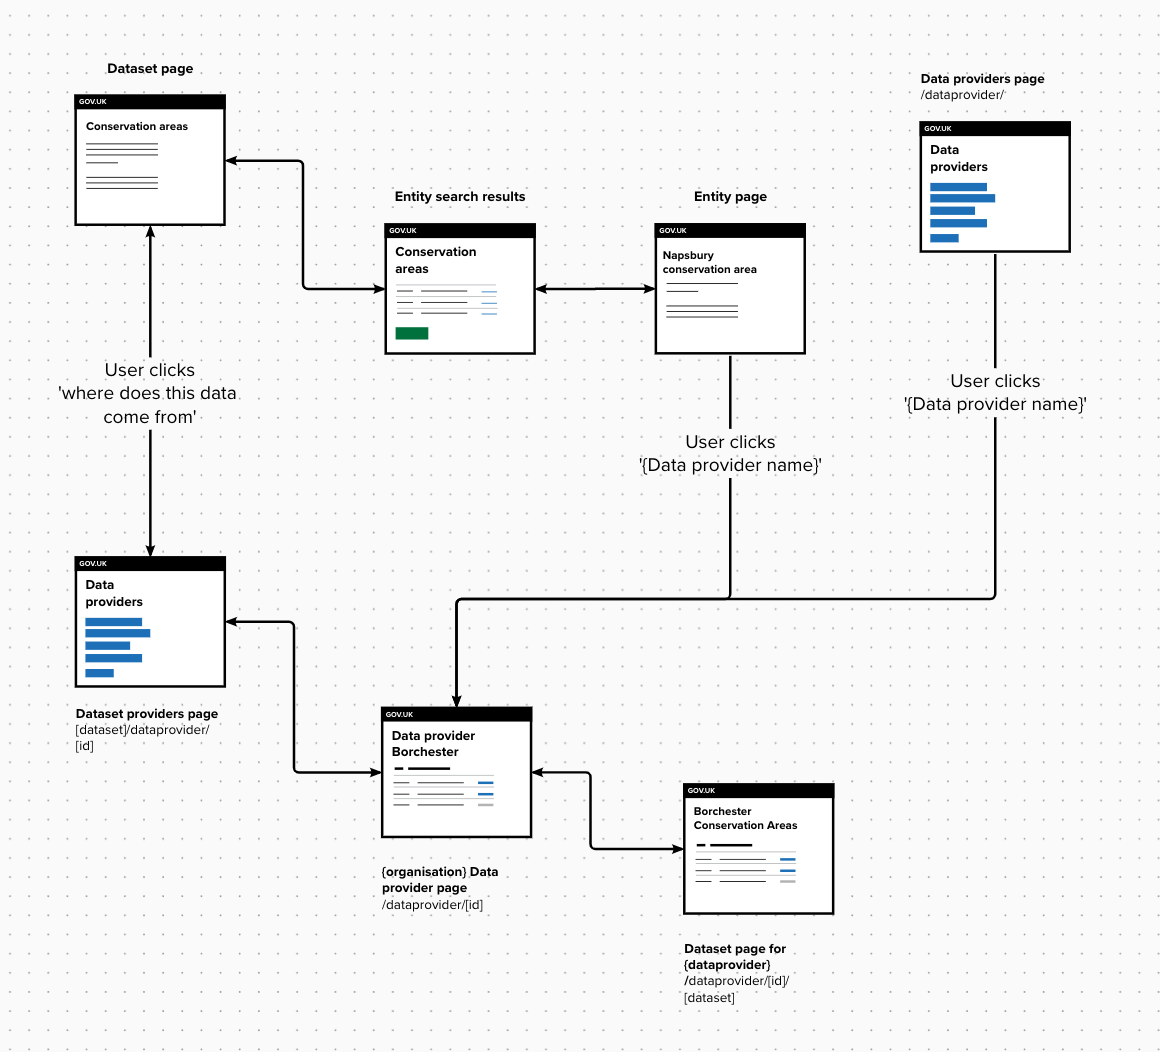 Dataset page
GOV.UK
Conservation areas
Data providers page
/dataprovider/
GOV.UK
Data
providers
Entity search results
GOV.UK
Conservation
areas
Entity page
GOV.UK
Napsbury
conservation area
User clicks
'where does this data
come from'
User clicks
'{Data provider name}'
User clicks
'{Data provider name}'
GOV.UK
Data
providers
Dataset providers page
[dataset]/dataprovider/
[id]
GOV.UK
Data provider
Borchester
{organisation} Data
provider page
/dataprovider/[id]
GOV.UK
Borchester
Conservation Areas
Dataset page for
{dataprovider}
/dataprovider/[id]/
[dataset]